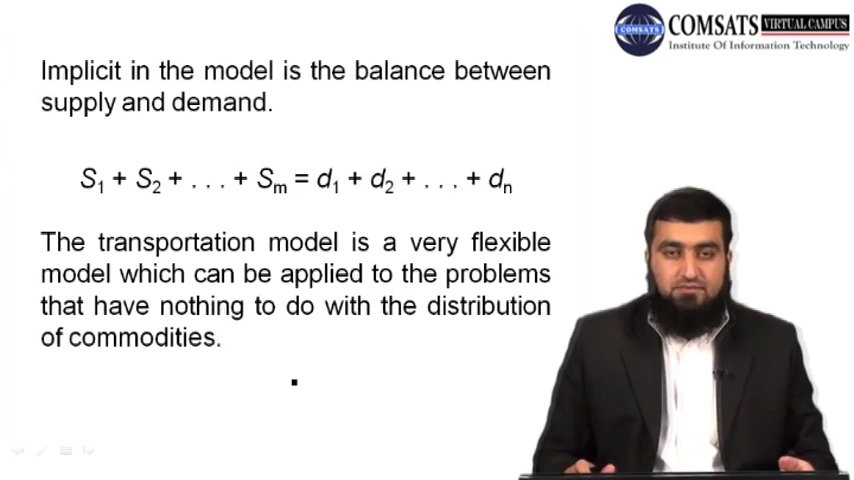 COMSATS VIRTUAL CAMPUS
COMSATS
Institute Of Information Technology
Implicit in the model is the balance between
supply and demand.
S₁ + S₂ + . . . + Sₘ = d₁ + d₂ + . . . + dₙ
The transportation model is a very flexible
model which can be applied to the problems
that have nothing to do with the distribution
of commodities.